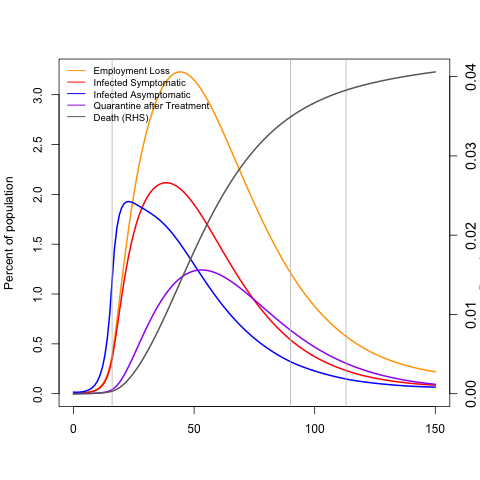 Employment Loss
Infected Symptomatic
Infected Asymptomatic
Quarantine after Treatment
Death (RHS)
Percent of population
3.0
2.5
2.0
1.5
1.0
0.5
0.0
0.04
0.03
0.02
0.01
0.00
0 50 100 150